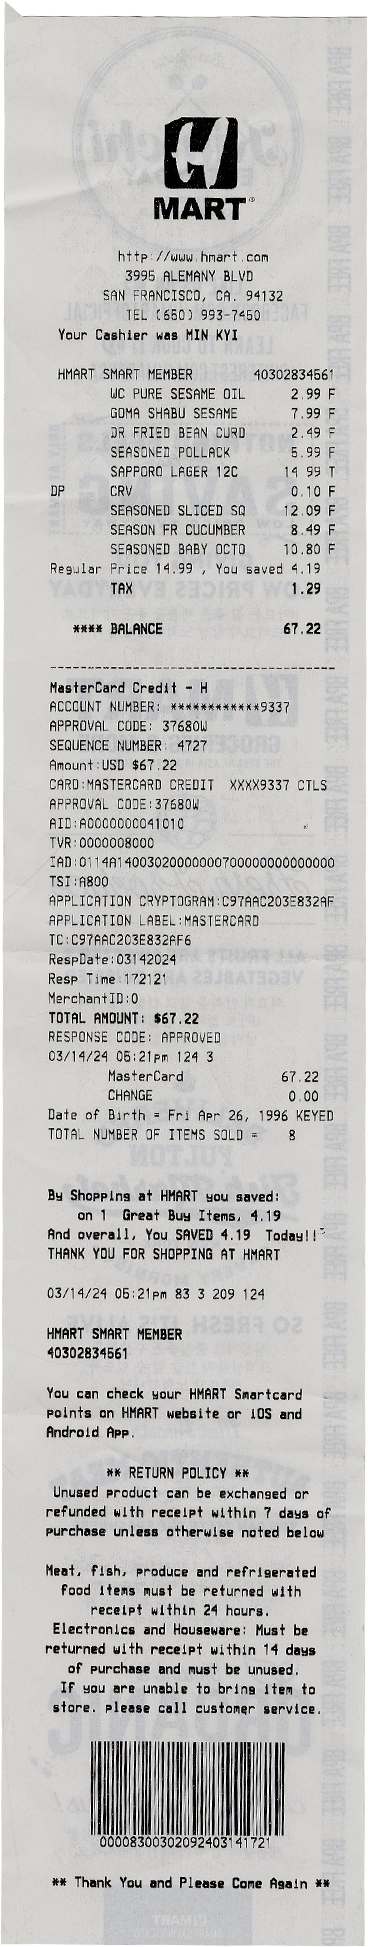 H
MART®
http://www.hmart.com
3995 ALEMANY BLVD
SAN FRANCISCO, CA. 94132
TEL (650) 993-7450
Your Cashier was MIN KYI
HMART SMART MEMBER 40302834561
WC PURE SESAME OIL 2.99 F
GOMA SHABU SESAME 7.99 F
DR FRIED BEAN CURD 2.49 F
SEASONED POLLACK 5.99 F
SAPPORO LAGER 12C 14.99 T
DP CRV 0.10 F
SEASONED SLICED SQ 12.09 F
SEASON FR CUCUMBER 8.49 F
SEASONED BABY OCTO 10.80 F
Regular Price 14.99 , You saved 4.19
TAX 1.29
**** BALANCE 67.22
----------------------------------------
MasterCard Credit - H
ACCOUNT NUMBER: ************9337
APPROVAL CODE: 37680W
SEQUENCE NUMBER: 4727
Amount:USD $67.22
CARD:MASTERCARD CREDIT XXXX9337 CTLS
APPROVAL CODE:37680W
AID:A0000000041010
TVR:0000008000
IAD:0114A14003020000000700000000000000
TSI:A800
APPLICATION CRYPTOGRAM:C97AAC203E832AF
APPLICATION LABEL:MASTERCARD
TC:C97AAC203E832AF6
RespDate:03142024
Resp Time:172121
MerchantID:0
TOTAL AMOUNT: $67.22
RESPONSE CODE: APPROVED
03/14/24 05:21pm 124 3
MasterCard 67.22
CHANGE 0.00
Date of Birth = Fri Apr 26, 1996 KEYED
TOTAL NUMBER OF ITEMS SOLD = 8
By Shopping at HMART you saved:
on 1 Great Buy Items, 4.19
And overall, You SAVED 4.19 Today!!
THANK YOU FOR SHOPPING AT HMART
03/14/24 05:21pm 83 3 209 124
HMART SMART MEMBER
40302834561
You can check your HMART Smartcard
points on HMART website or iOS and
Android App.
** RETURN POLICY **
Unused product can be exchanged or
refunded with receipt within 7 days of
purchase unless otherwise noted below
Meat, fish, produce and refrigerated
food items must be returned with
receipt within 24 hours.
Electronics and Houseware: Must be
returned with receipt within 14 days
of purchase and must be unused.
If you are unable to bring item to
store. please call customer service.
0000830030209240314172​1
** Thank You and Please Come Again **